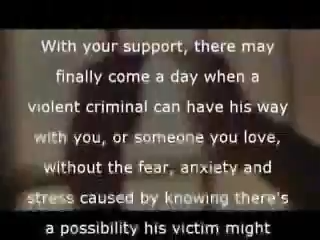 With your support, there may
finally come a day when a
violent criminal can have his way
with you, or someone you love,
without the fear, anxiety and
stress caused by knowing there's
a possibility his victim might